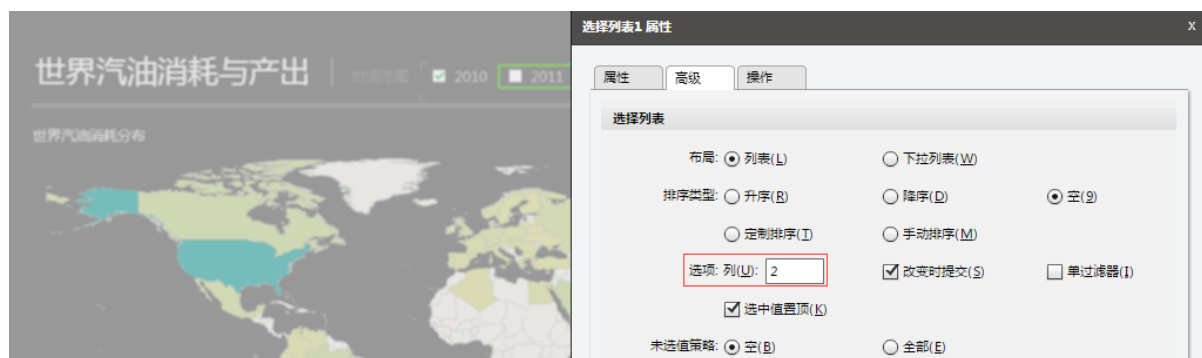 选择列表1 属性 x
世界汽油消耗与产出 | 时间范围: 2010 2011
属性 高级 操作
选择列表
世界汽油消耗分布
布局: 列表(L) 下拉列表(W)
排序类型: 升序(R) 降序(D) 空(9)
定制排序(T) 手动排序(M)
选项: 列(U): 2 改变时提交(S) 单过滤器(I)
选中值置顶(K)
未选值策略: 空(B) 全部(E)